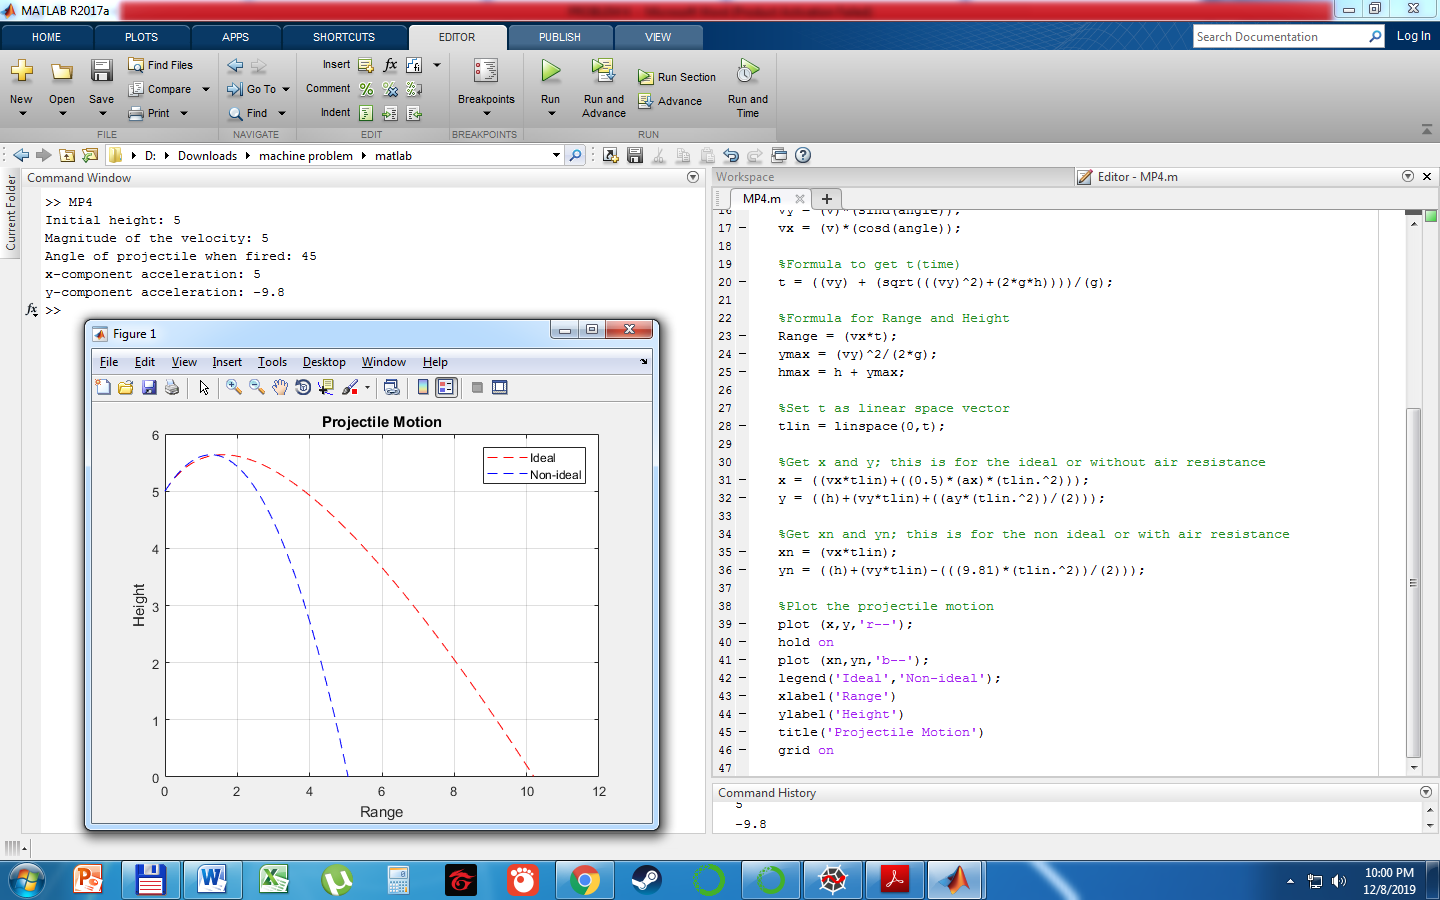 MATLAB R2017a
HOME PLOTS APPS SHORTCUTS EDITOR PUBLISH VIEW
Search Documentation Log In
New Open Save Find Files Compare Print
Go To Find
Insert fx Comment Indent
Breakpoints
Run Run and Advance Run Section Advance Run and Time
FILE NAVIGATE EDIT BREAKPOINTS RUN
D: Downloads machine problem matlab
Current Folder
Command Window
>> MP4
Initial height: 5
Magnitude of the velocity: 5
Angle of projectile when fired: 45
x-component acceleration: 5
y-component acceleration: -9.8
fx >>
Figure 1
File Edit View Insert Tools Desktop Window Help
Projectile Motion
Ideal
Non-ideal
6
5
4
3
2
1
0
Height
0 2 4 6 8 10 12
Range
Workspace
Editor - MP4.m
MP4.m
16 vy = (v)*(sind(angle));
17 vx = (v)*(cosd(angle));
18
19 %Formula to get t(time)
20 t = ((vy) + (sqrt(((vy)^2)+(2*g*h))))/(g);
21
22 %Formula for Range and Height
23 Range = (vx*t);
24 ymax = (vy)^2/(2*g);
25 hmax = h + ymax;
26
27 %Set t as linear space vector
28 tlin = linspace(0,t);
29
30 %Get x and y; this is for the ideal or without air resistance
31 x = ((vx*tlin)+((0.5)*(ax)*(tlin.^2)));
32 y = ((h)+(vy*tlin)+((ay*(tlin.^2))/(2)));
33
34 %Get xn and yn; this is for the non ideal or with air resistance
35 xn = (vx*tlin);
36 yn = ((h)+(vy*tlin)-(((9.81)*(tlin.^2))/(2)));
37
38 %Plot the projectile motion
39 plot (x,y,'r--');
40 hold on
41 plot (xn,yn,'b--');
42 legend('Ideal','Non-ideal');
43 xlabel('Range')
44 ylabel('Height')
45 title('Projectile Motion')
46 grid on
47
Command History
5
-9.8
10:00 PM
12/8/2019